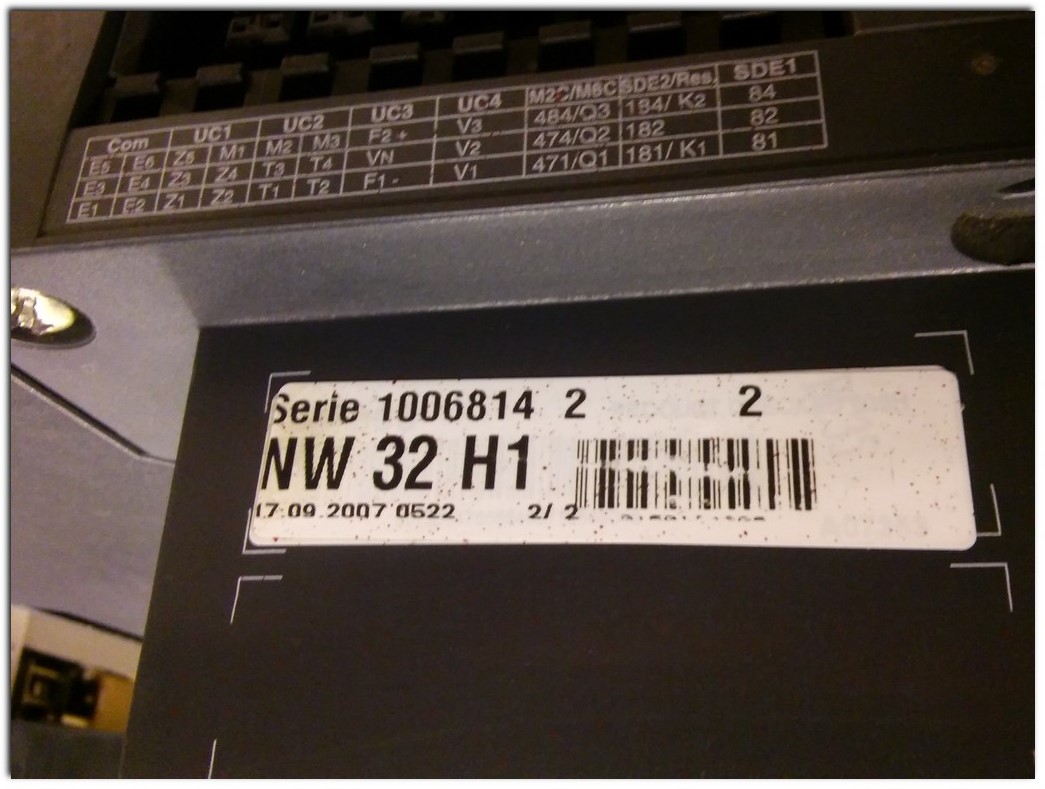 Com UC1 UC2 UC3 UC4 M2C/M6C SDE2/Res. SDE1
E5 E6 Z5 M1 M2 M3 F2 + V3 484/Q3 184/ K2 84
E3 E4 Z3 Z4 T3 T4 VN V2 474/Q2 182 82
E1 E2 Z1 Z2 T1 T2 F1 - V1 471/Q1 181/ K1 81
Serie 1006814 2 2
NW 32 H1
17.09.2007 0522 2/ 2